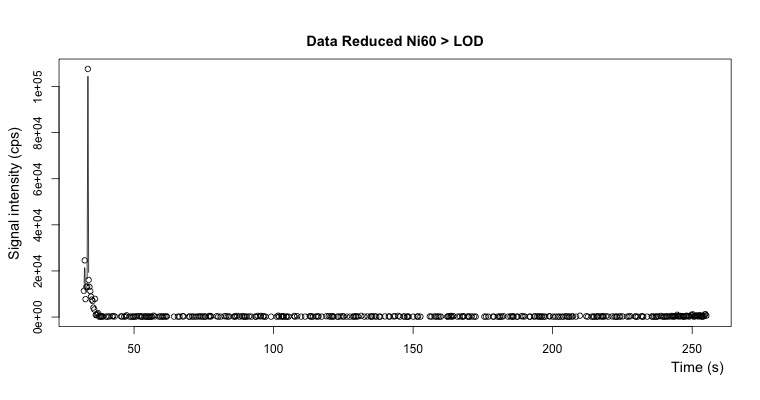 Data Reduced Ni60 > LOD
Signal intensity (cps)
1e+05
8e+04
6e+04
4e+04
2e+04
0e+00
50 100 150 200 250
Time (s)